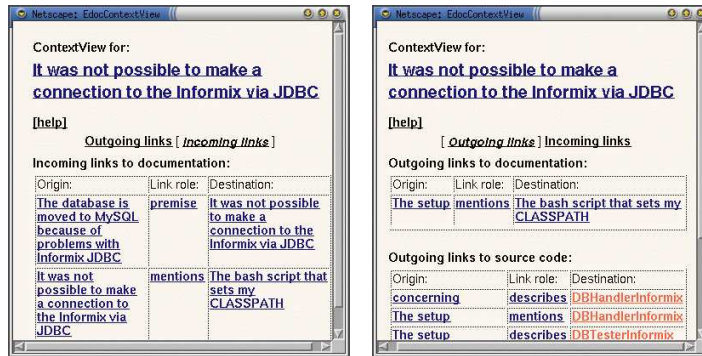 Netscape: EdocContextView
ContextView for:
It was not possible to make a
connection to the Informix via JDBC
[help]
Outgoing links [ Incoming links ]
Incoming links to documentation:
Origin: Link role: Destination:
The database is
moved to MySQL
because of
problems with
Informix JDBC
premise
It was not possible
to make a
connection to the
Informix via JDBC
It was not
possible to make
a connection to
the Informix via
JDBC
mentions
The bash script that
sets my
CLASSPATH
Netscape: EdocContextView
ContextView for:
It was not possible to make a
connection to the Informix via JDBC
[help]
[ Outgoing links ] Incoming links
Outgoing links to documentation:
Origin: Link role: Destination:
The setup mentions The bash script that sets my
CLASSPATH
Outgoing links to source code:
Origin: Link role: Destination:
concerning describes DBHandlerInformix
The setup mentions DBHandlerInformix
The setup describes DBTesterInformix